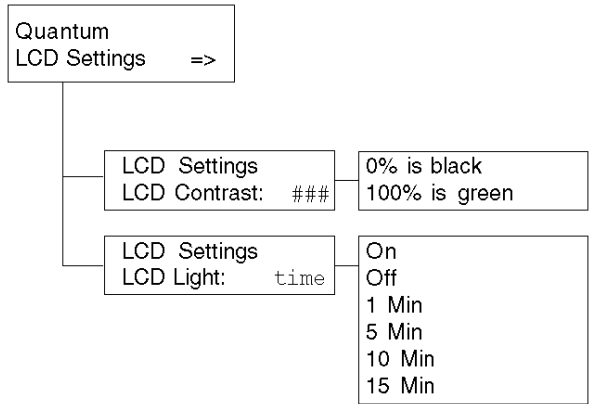 Quantum
LCD Settings =>
LCD Settings
LCD Contrast: ###
0% is black
100% is green
LCD Settings
LCD Light: time
On
Off
1 Min
5 Min
10 Min
15 Min